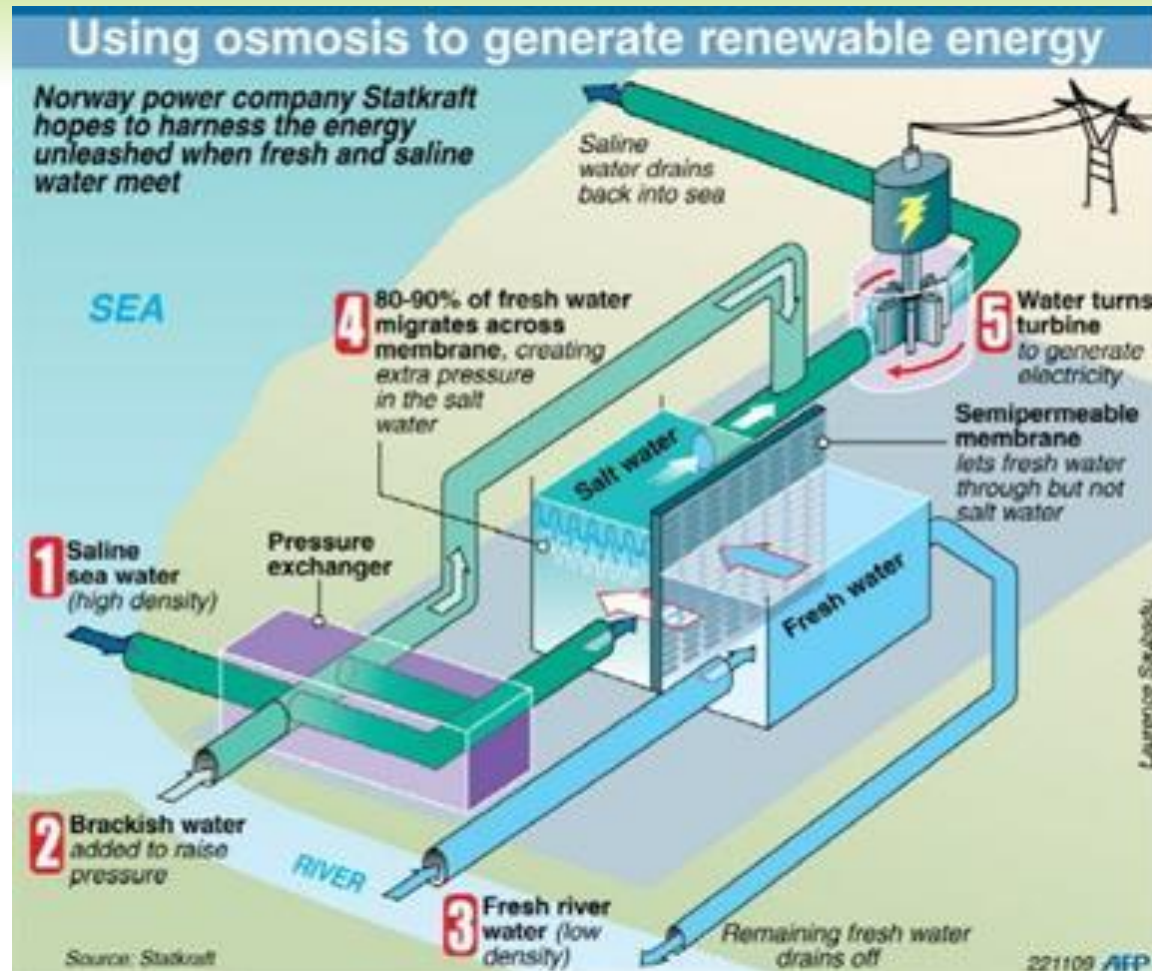 Using osmosis to generate renewable energy
Norway power company Statkraft
hopes to harness the energy
unleashed when fresh and saline
water meet
Saline
water drains
back into sea
SEA
4 80-90% of fresh water
migrates across
membrane, creating
extra pressure
in the salt
water
5 Water turns
turbine
to generate
electricity
Semipermeable
membrane
lets fresh water
through but not
salt water
Salt water
Fresh water
1 Saline
sea water
(high density)
Pressure
exchanger
2 Brackish water
added to raise
pressure
RIVER
3 Fresh river
water (low
density)
Remaining fresh water
drains off
Source: Statkraft
Laurence
221109 AFP